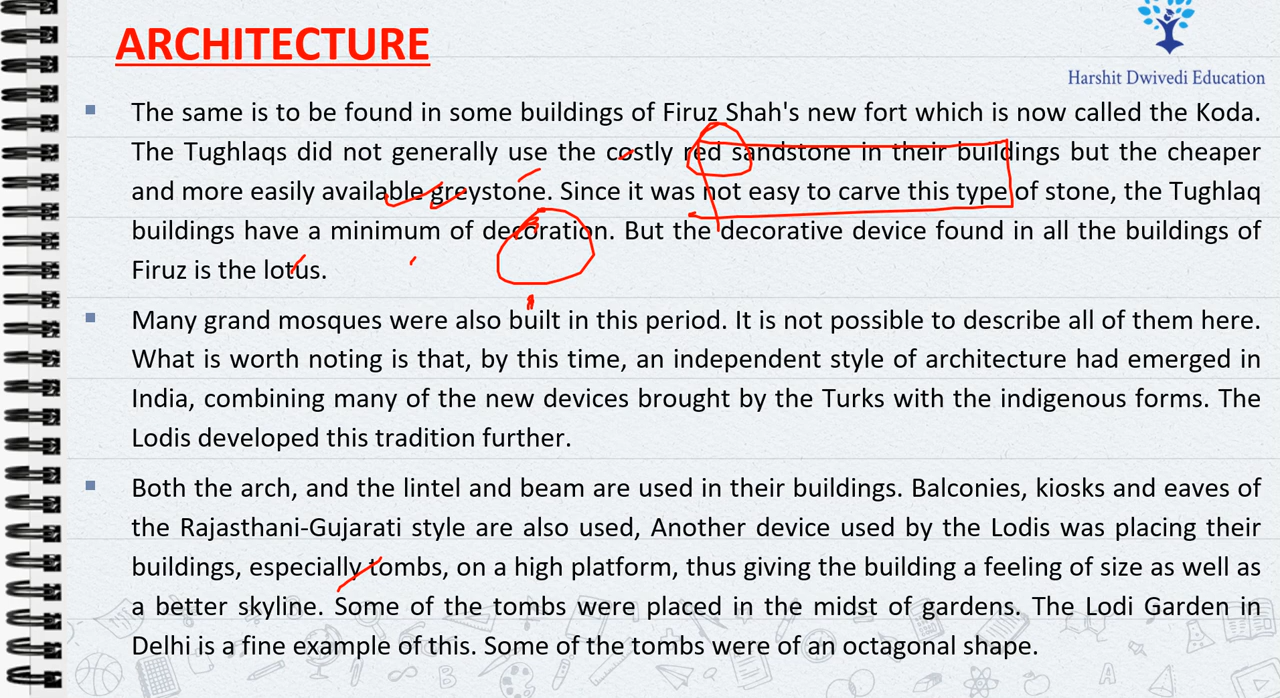 ARCHITECTURE
Harshit Dwivedi Education
The same is to be found in some buildings of Firuz Shah's new fort which is now called the Koda.
The Tughlaqs did not generally use the costly red sandstone in their buildings but the cheaper
and more easily available greystone. Since it was not easy to carve this type of stone, the Tughlaq
buildings have a minimum of decoration. But the decorative device found in all the buildings of
Firuz is the lotus.
Many grand mosques were also built in this period. It is not possible to describe all of them here.
What is worth noting is that, by this time, an independent style of architecture had emerged in
India, combining many of the new devices brought by the Turks with the indigenous forms. The
Lodis developed this tradition further.
Both the arch, and the lintel and beam are used in their buildings. Balconies, kiosks and eaves of
the Rajasthani-Gujarati style are also used, Another device used by the Lodis was placing their
buildings, especially tombs, on a high platform, thus giving the building a feeling of size as well as
a better skyline. Some of the tombs were placed in the midst of gardens. The Lodi Garden in
Delhi is a fine example of this. Some of the tombs were of an octagonal shape.